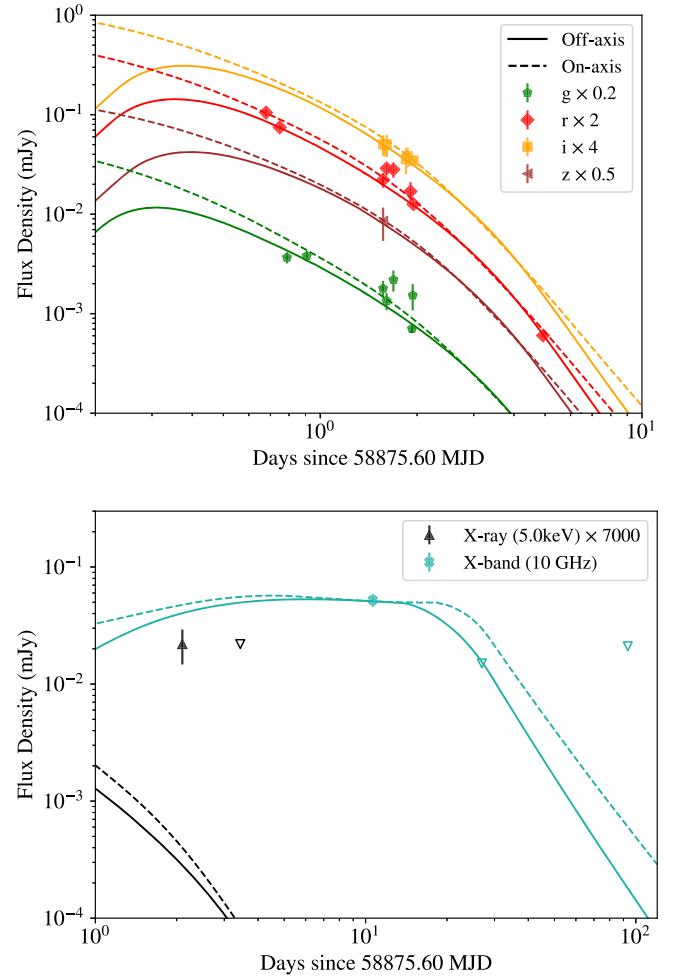 10^0
10^-1
10^-2
10^-3
10^-4
Flux Density (mJy)
Off-axis
On-axis
g × 0.2
r × 2
i × 4
z × 0.5
10^0
10^1
Days since 58875.60 MJD
10^-1
10^-2
10^-3
10^-4
Flux Density (mJy)
X-ray (5.0keV) × 7000
X-band (10 GHz)
10^0
10^1
10^2
Days since 58875.60 MJD